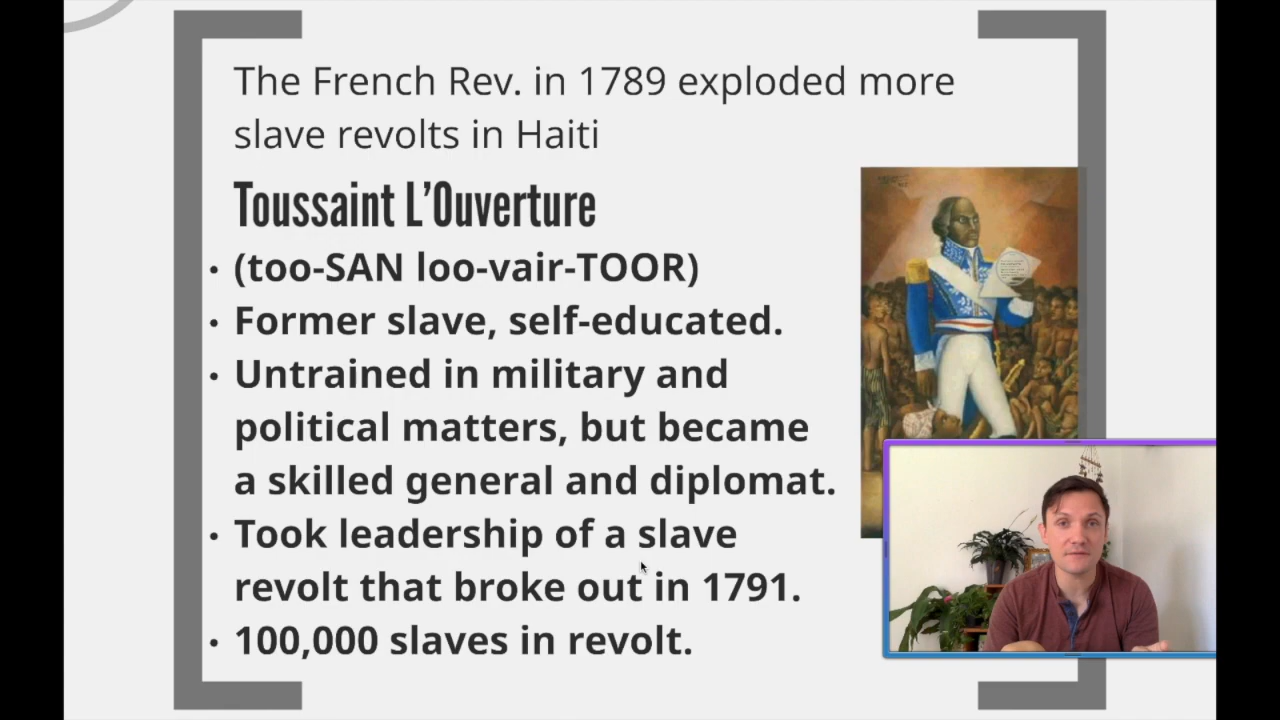 The French Rev. in 1789 exploded more
slave revolts in Haiti
Toussaint L’Ouverture
• (too-SAN loo-vair-TOOR)
• Former slave, self-educated.
• Untrained in military and
political matters, but became
a skilled general and diplomat.
• Took leadership of a slave
revolt that broke out in 1791.
• 100,000 slaves in revolt.